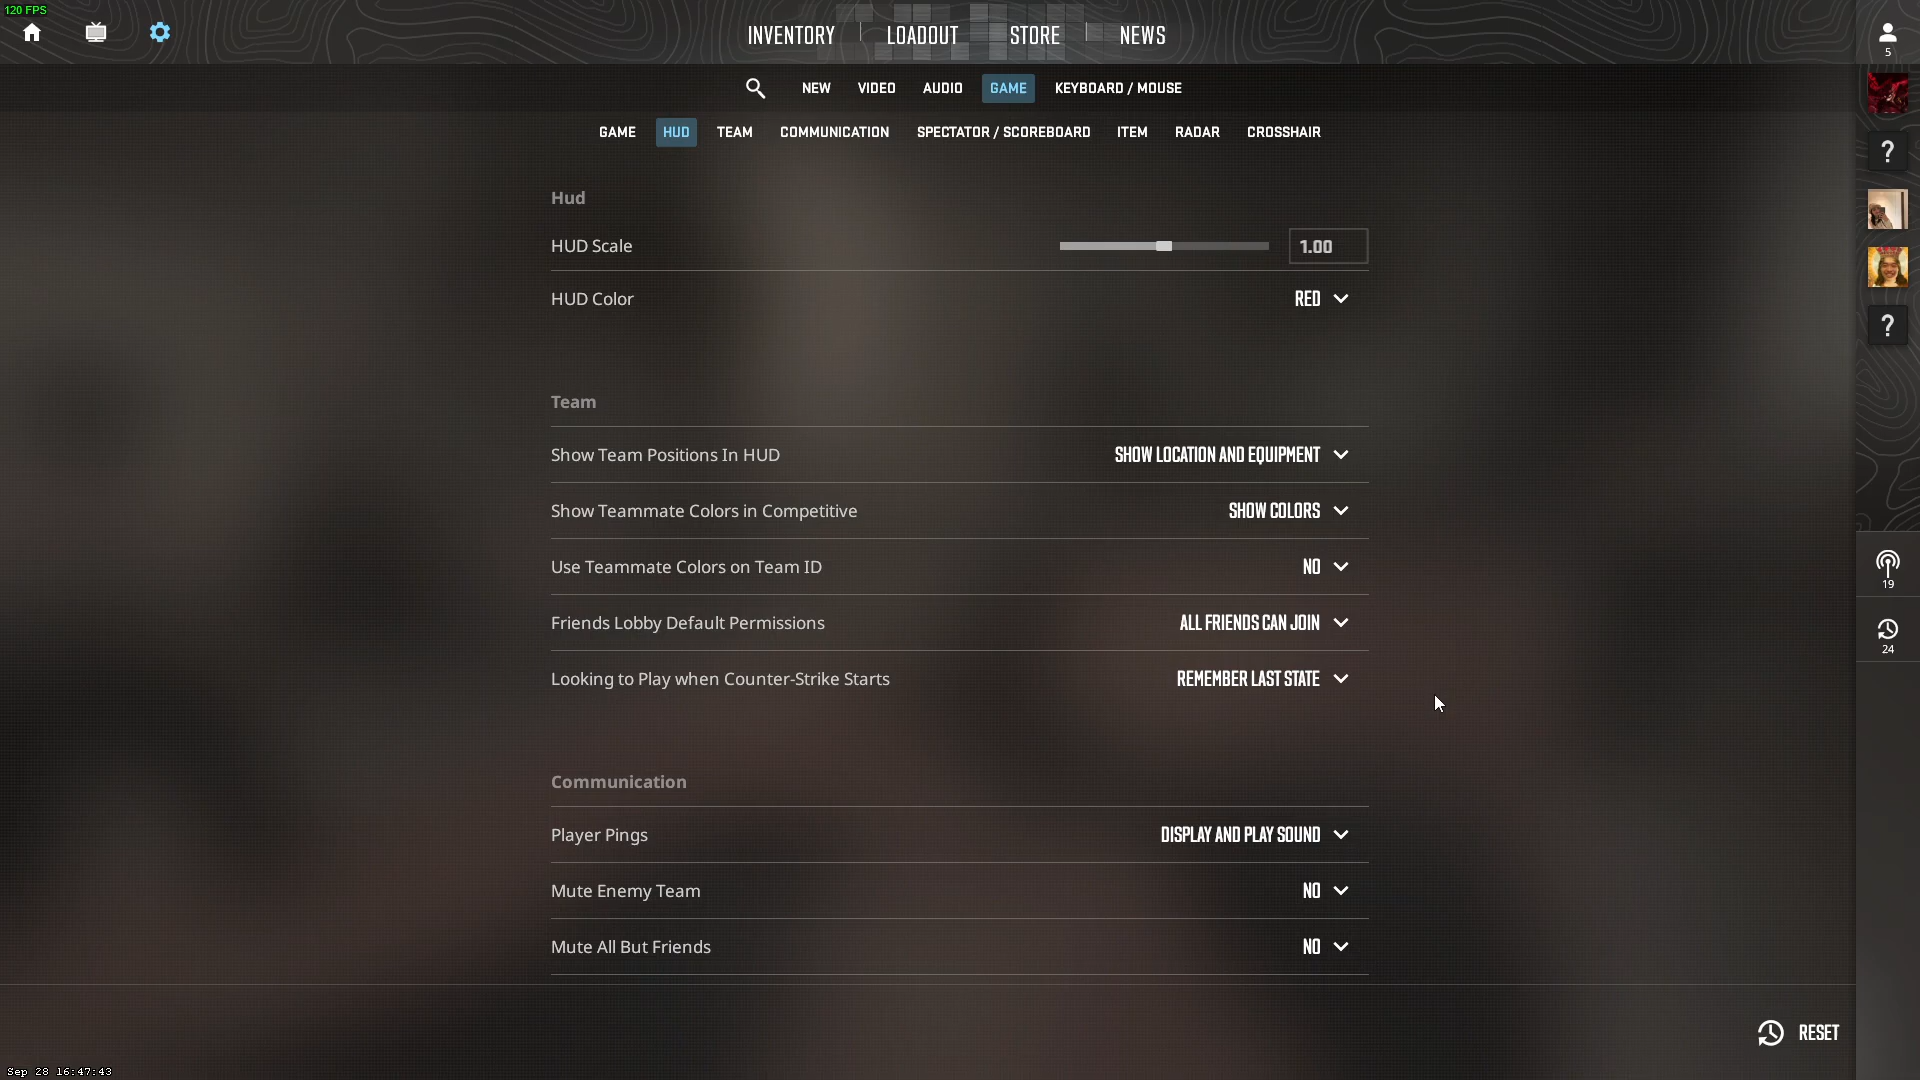 120 FPS
INVENTORY LOADOUT STORE NEWS
5
NEW VIDEO AUDIO GAME KEYBOARD / MOUSE
GAME HUD TEAM COMMUNICATION SPECTATOR / SCOREBOARD ITEM RADAR CROSSHAIR
?
Hud
HUD Scale 1.00
HUD Color RED
?
Team
Show Team Positions In HUD SHOW LOCATION AND EQUIPMENT
Show Teammate Colors in Competitive SHOW COLORS
Use Teammate Colors on Team ID NO
19
Friends Lobby Default Permissions ALL FRIENDS CAN JOIN
24
Looking to Play when Counter-Strike Starts REMEMBER LAST STATE
Communication
Player Pings DISPLAY AND PLAY SOUND
Mute Enemy Team NO
Mute All But Friends NO
RESET
Sep 28 16:47:43